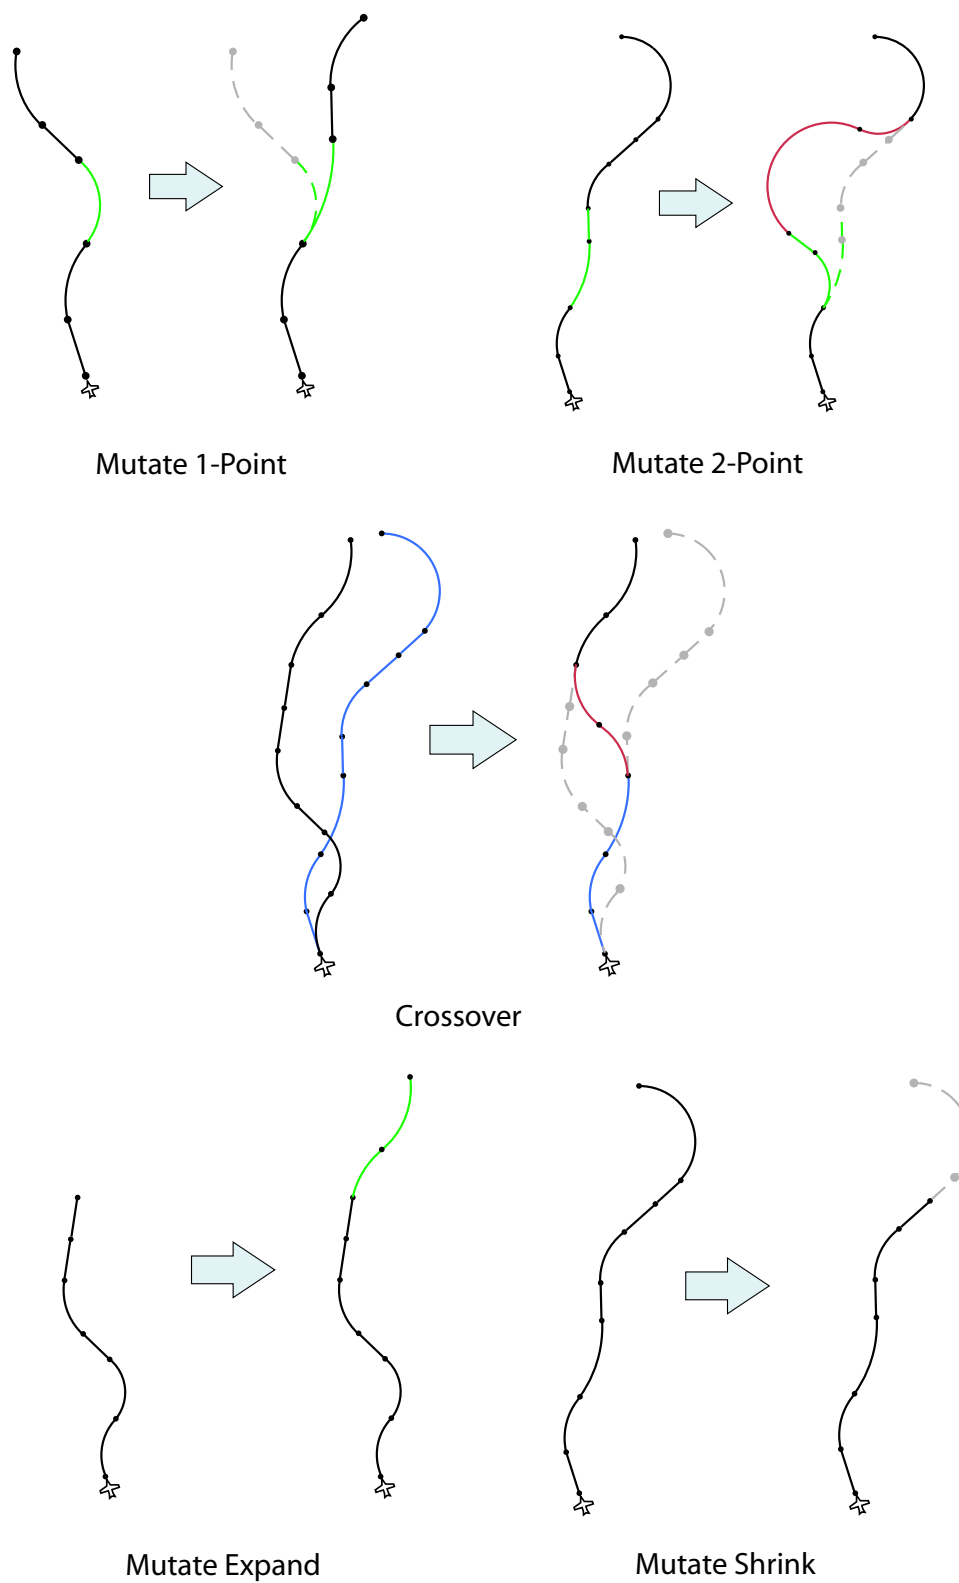 Mutate 1-Point
Mutate 2-Point
Crossover
Mutate Expand
Mutate Shrink